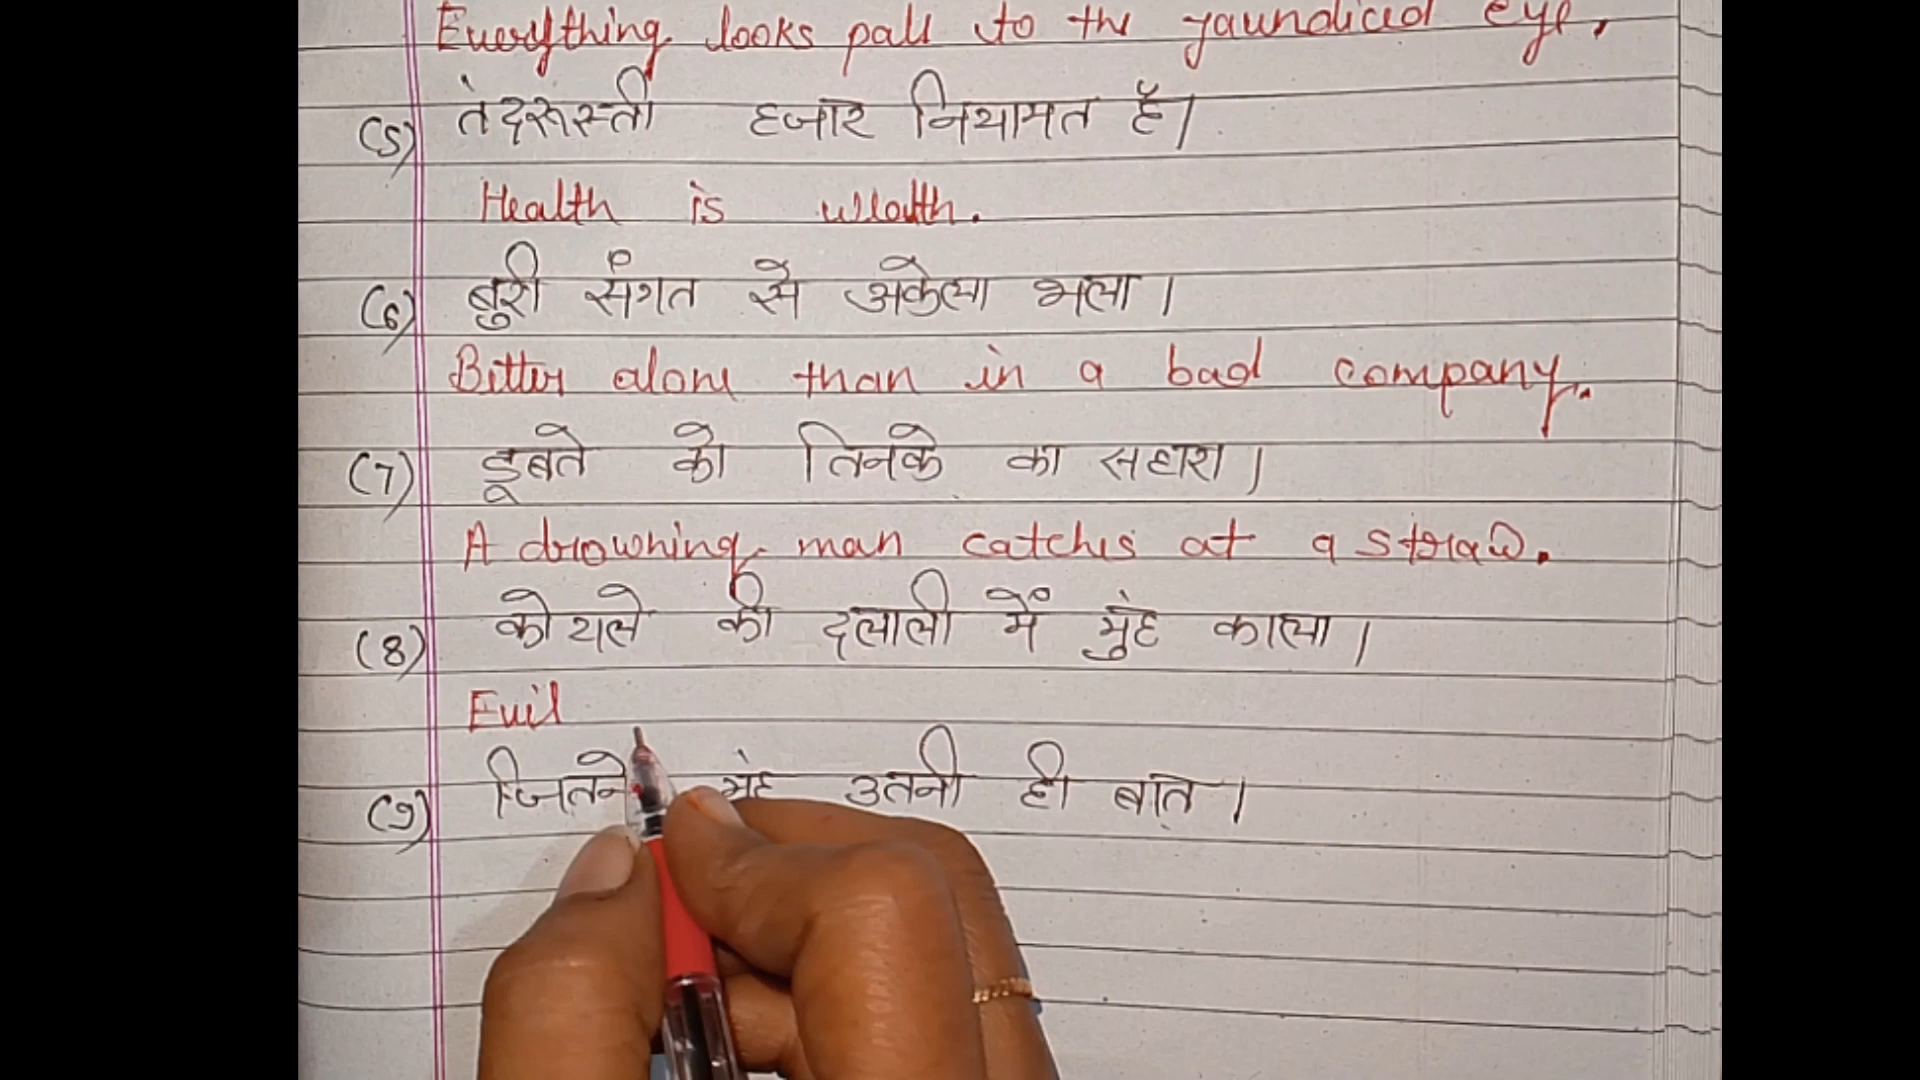 Everything looks pale to the jaundiced eye.
(5) तंदरूस्ती हजार नियामत है।
Health is wealth.
(6) बुरी संगत से अकेला भला।
Better alone than in a bad company.
(7) डूबते को तिनके का सहारा।
A drowning man catches at a straw.
(8) कोयले की दलाली में मुंह काला।
Evil
(9) जितने मुंह उतनी ही बातें।